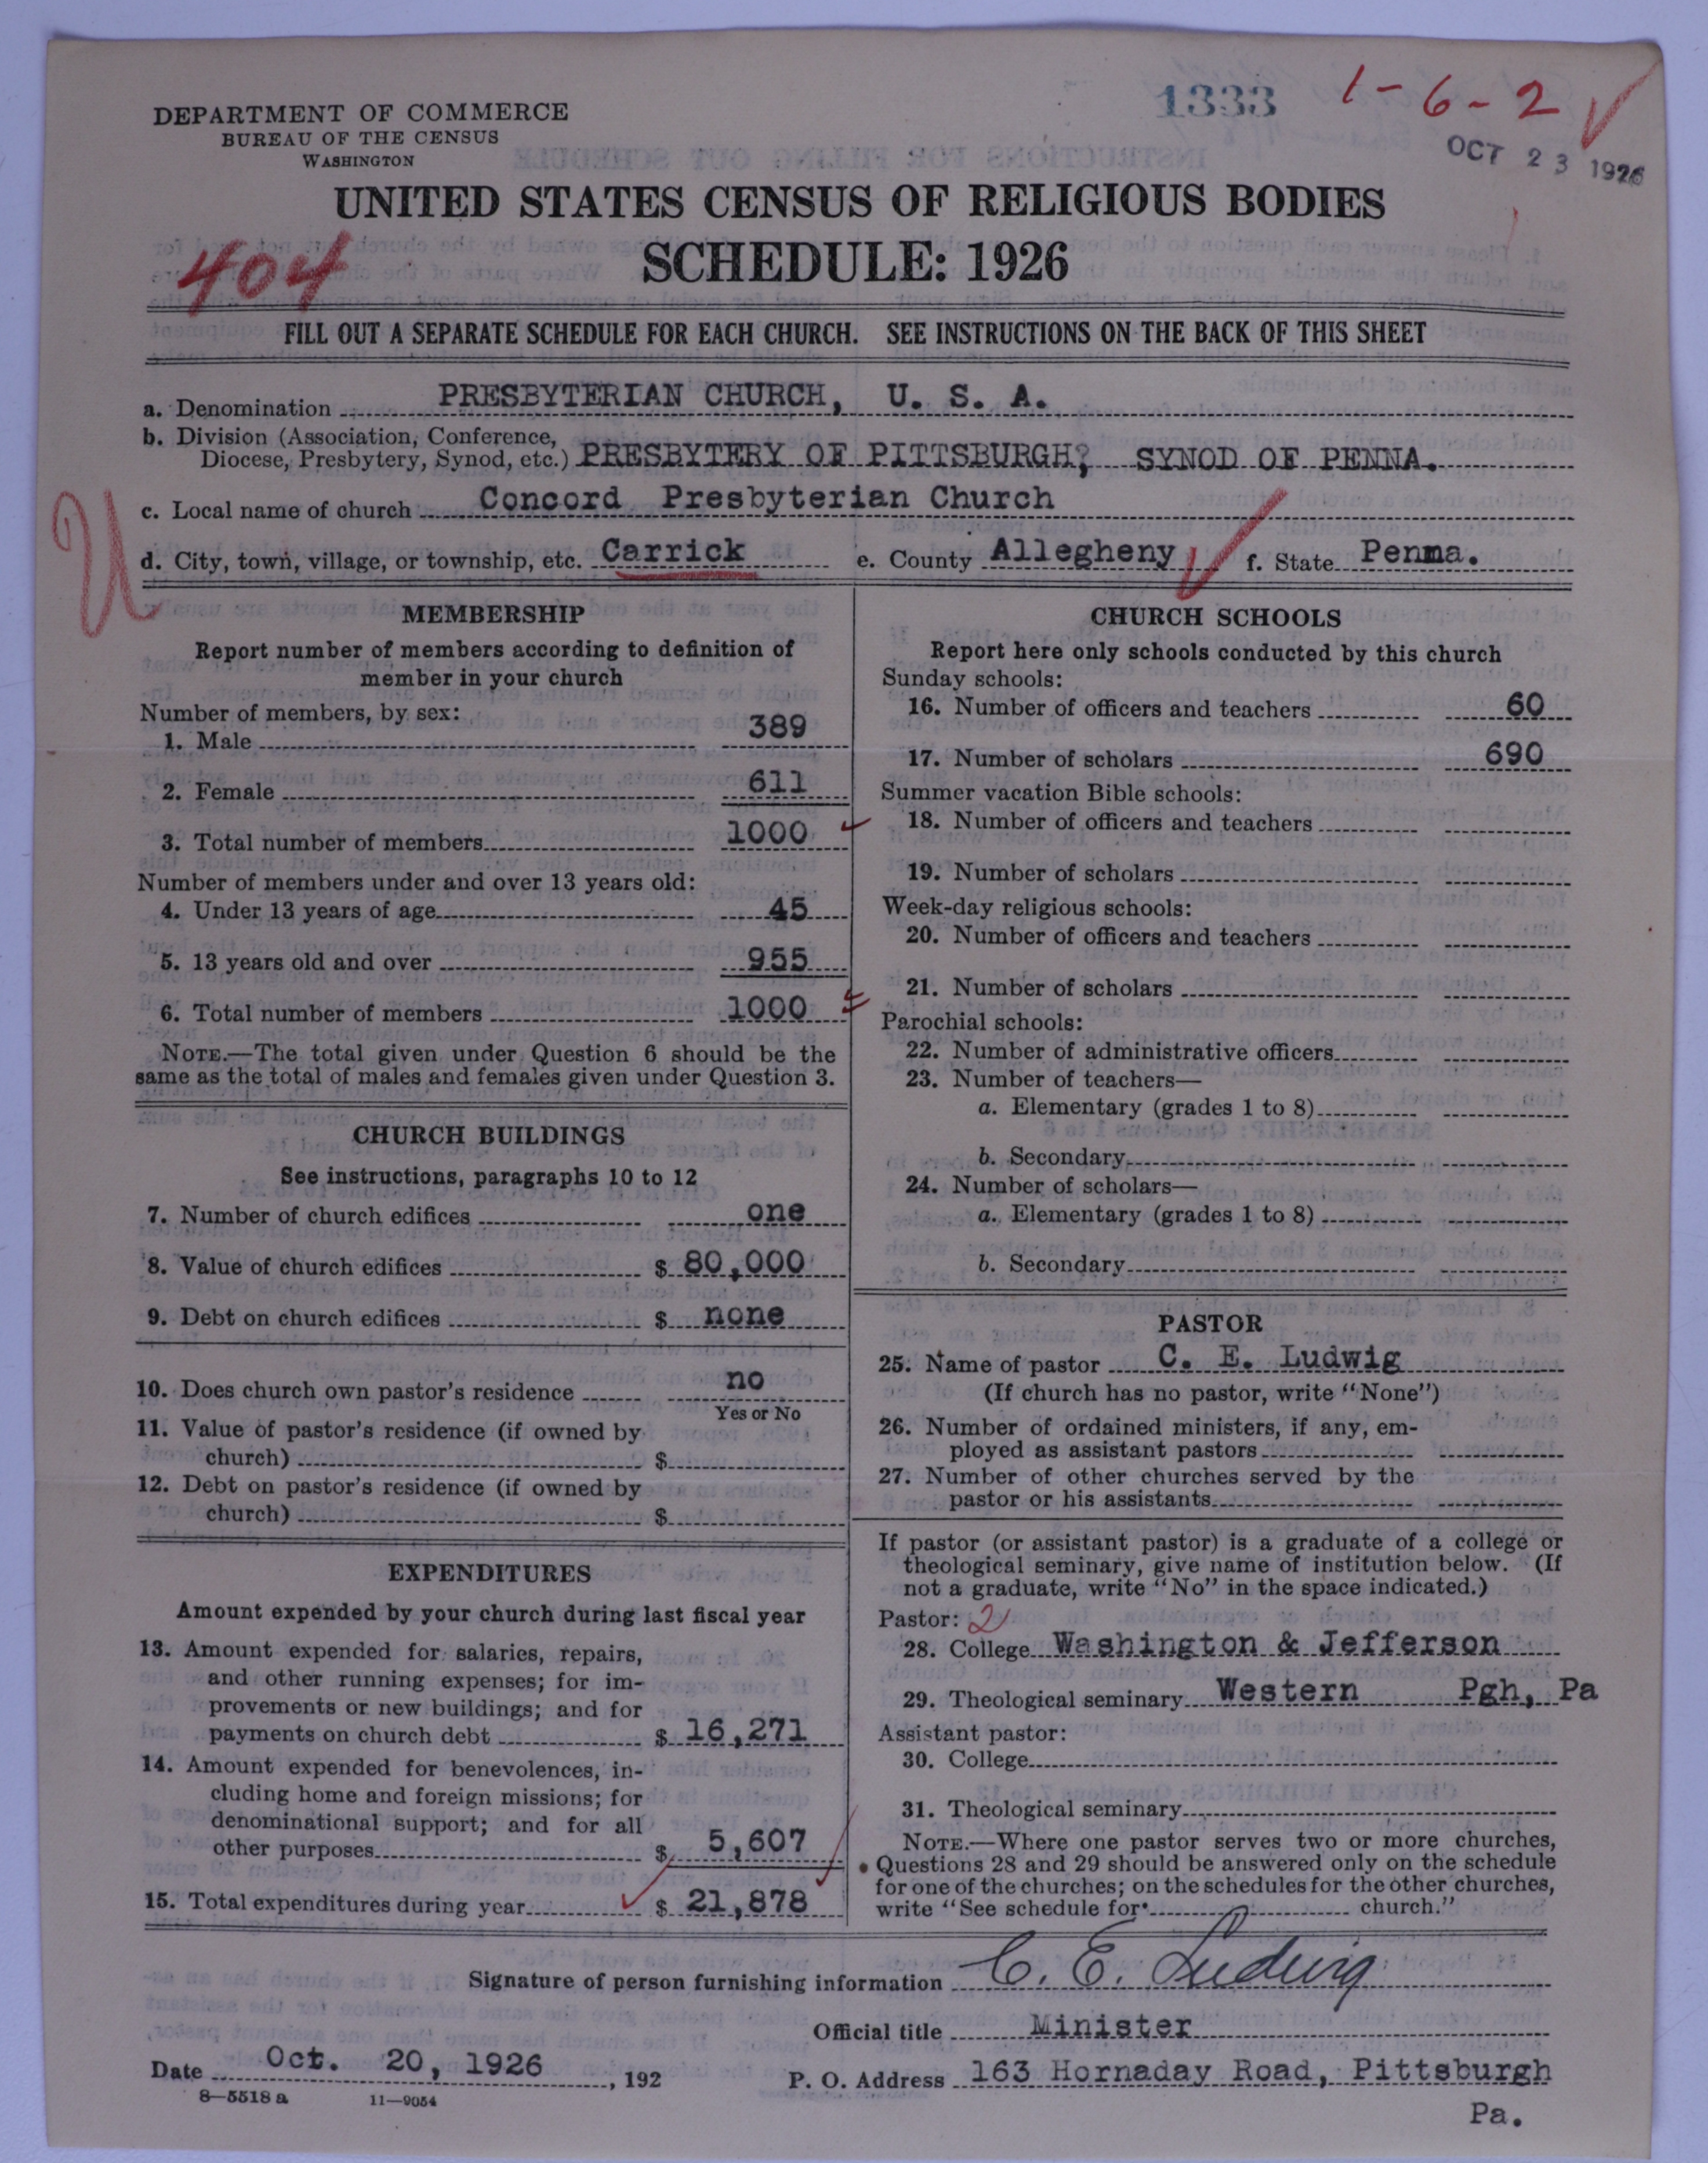 1333
1-6-2
OCT 23 1926
DEPARTMENT OF COMMERCE
BUREAU OF THE CENSUS
WASHINGTON
UNITED STATES CENSUS OF RELIGIOUS BODIES
SCHEDULE: 1926
404
FILL OUT A SEPARATE SCHEDULE FOR EACH CHURCH. SEE INSTRUCTIONS ON THE BACK OF THIS SHEET
a. Denomination PRESBYTERIAN CHURCH, U. S. A.
b. Division (Association, Conference,
Diocese, Presbytery, Synod, etc.) PRESBYTERY OF PITTSBURGH; SYNOD OF PENNA.
c. Local name of church Concord Presbyterian Church
U
d. City, town, village, or township, etc. Carrick e. County Allegheny f. State Penna.
MEMBERSHIP
Report number of members according to definition of
member in your church
Number of members, by sex:
1. Male 389
2. Female 611
3. Total number of members 1000
Number of members under and over 13 years old:
4. Under 13 years of age 45
5. 13 years old and over 955
6. Total number of members 1000
NOTE.—The total given under Question 6 should be the
same as the total of males and females given under Question 3.
CHURCH BUILDINGS
See instructions, paragraphs 10 to 12
7. Number of church edifices one
8. Value of church edifices $ 80,000
9. Debt on church edifices $ none
10. Does church own pastor's residence no
Yes or No
11. Value of pastor's residence (if owned by
church) $
12. Debt on pastor's residence (if owned by
church) $
EXPENDITURES
Amount expended by your church during last fiscal year
13. Amount expended for salaries, repairs,
and other running expenses; for im-
provements or new buildings; and for
payments on church debt $ 16,271
14. Amount expended for benevolences, in-
cluding home and foreign missions; for
denominational support; and for all
other purposes $ 5,607
15. Total expenditures during year $ 21,878
CHURCH SCHOOLS
Report here only schools conducted by this church
Sunday schools:
16. Number of officers and teachers 60
17. Number of scholars 690
Summer vacation Bible schools:
18. Number of officers and teachers
19. Number of scholars
Week-day religious schools:
20. Number of officers and teachers
21. Number of scholars
Parochial schools:
22. Number of administrative officers
23. Number of teachers—
a. Elementary (grades 1 to 8)
b. Secondary
24. Number of scholars—
a. Elementary (grades 1 to 8)
b. Secondary
PASTOR
25. Name of pastor C. E. Ludwig
(If church has no pastor, write "None")
26. Number of ordained ministers, if any, em-
ployed as assistant pastors
27. Number of other churches served by the
pastor or his assistants
If pastor (or assistant pastor) is a graduate of a college or
theological seminary, give name of institution below. (If
not a graduate, write "No" in the space indicated.)
Pastor: 2
28. College Washington & Jefferson
29. Theological seminary Western Pgh, Pa
Assistant pastor:
30. College
31. Theological seminary
NOTE.—Where one pastor serves two or more churches,
Questions 28 and 29 should be answered only on the schedule
for one of the churches; on the schedules for the other churches,
write "See schedule for church."
Signature of person furnishing information C. E. Ludwig
Official title Minister
Date Oct. 20, 1926, 192
P. O. Address 163 Hornaday Road, Pittsburgh
Pa.
8—5518 a 11—9054